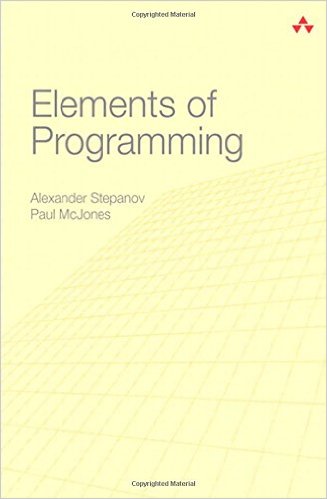 Copyrighted Material
Elements of
Programming
Alexander Stepanov
Paul McJones
Copyrighted Material